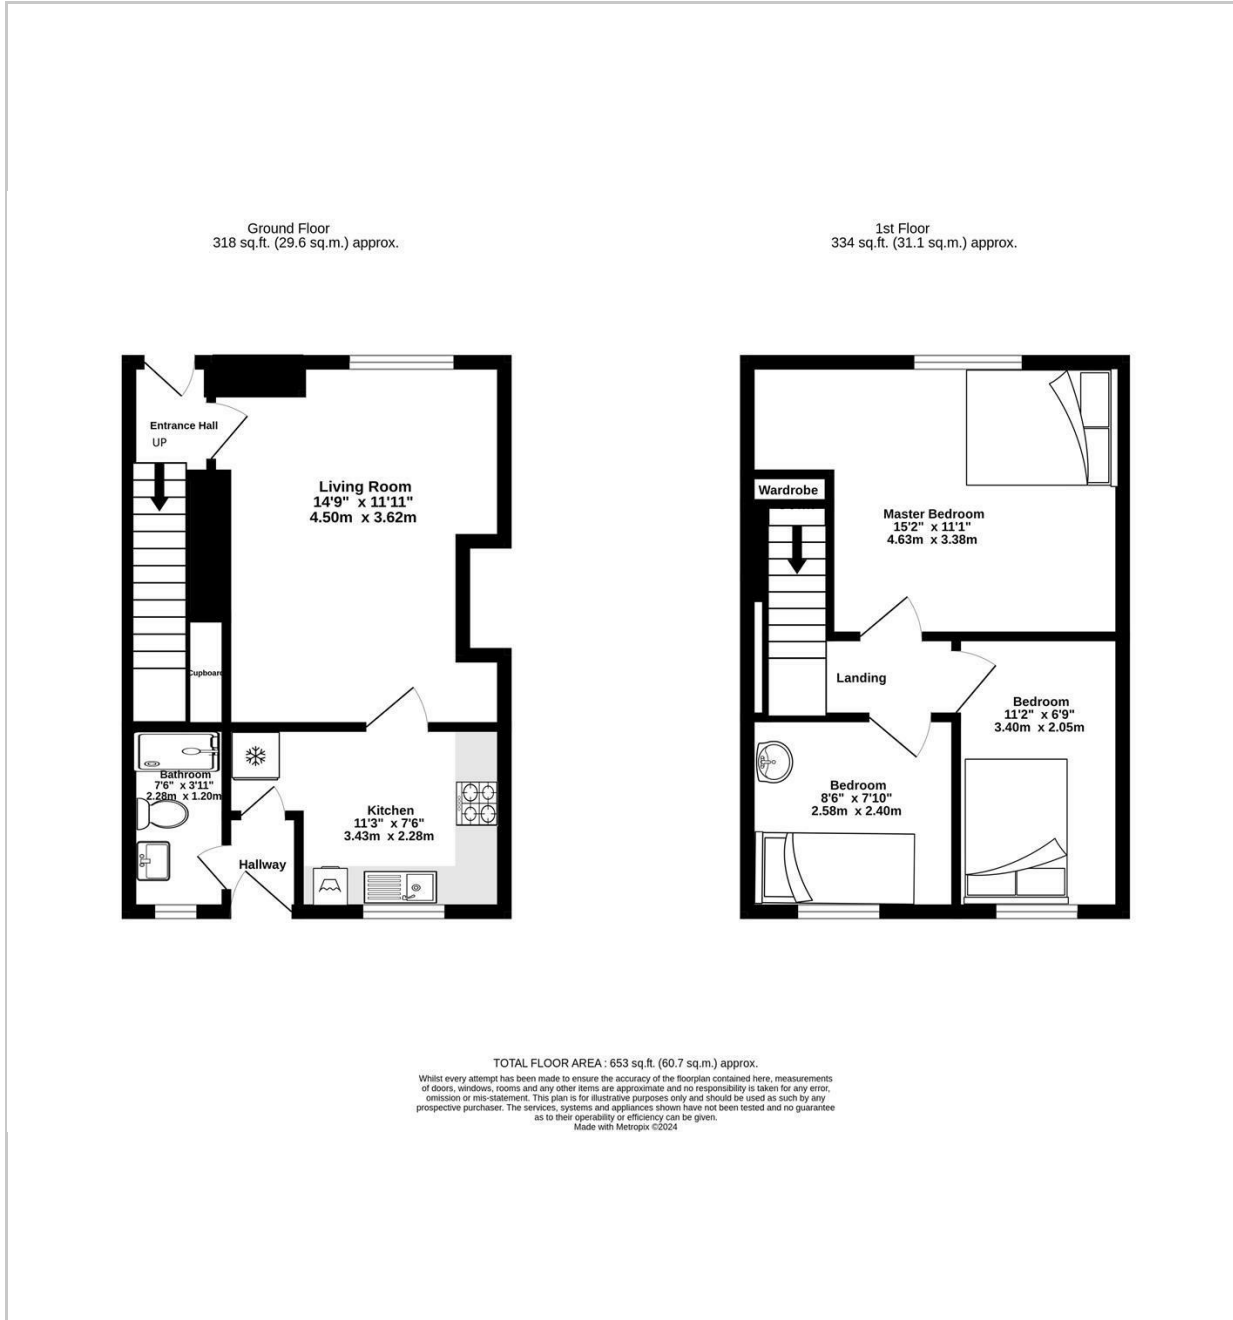 Ground Floor
318 sq.ft. (29.6 sq.m.) approx.
1st Floor
334 sq.ft. (31.1 sq.m.) approx.
Entrance Hall
UP
Living Room
14'9" x 11'11"
4.50m x 3.62m
Cupboard
Bathroom
7'6" x 3'11"
2.28m x 1.20m
Kitchen
11'3" x 7'6"
3.43m x 2.28m
Hallway
Wardrobe
Master Bedroom
15'2" x 11'1"
4.63m x 3.38m
Landing
Bedroom
11'2" x 6'9"
3.40m x 2.05m
Bedroom
8'6" x 7'10"
2.58m x 2.40m
TOTAL FLOOR AREA : 653 sq.ft. (60.7 sq.m.) approx.
Whilst every attempt has been made to ensure the accuracy of the floorplan contained here, measurements
of doors, windows, rooms and any other items are approximate and no responsibility is taken for any error,
omission or mis-statement. This plan is for illustrative purposes only and should be used as such by any
prospective purchaser. The services, systems and appliances shown have not been tested and no guarantee
as to their operability or efficiency can be given.
Made with Metropix ©2024